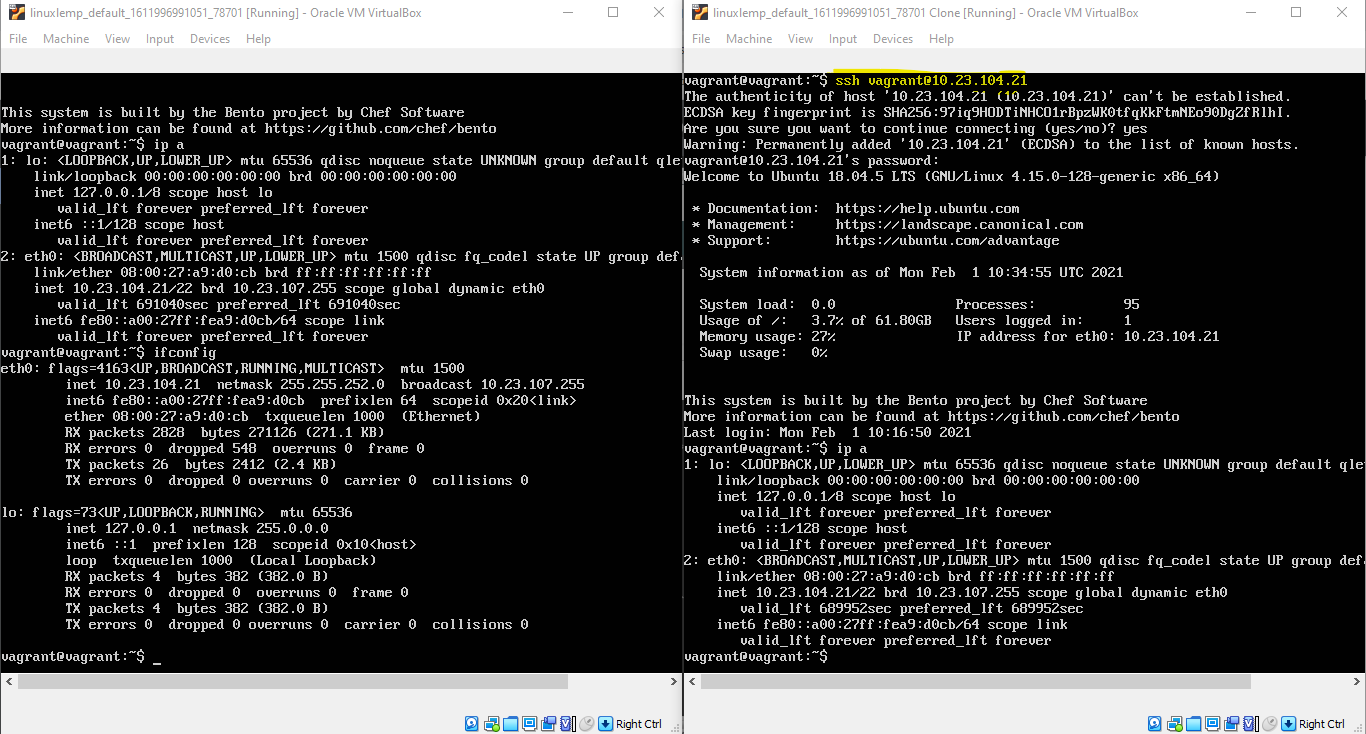 linuxlemp_default_1611996991051_78701 [Running] - Oracle VM VirtualBox
File Machine View Input Devices Help
This system is built by the Bento project by Chef Software
More information can be found at https://github.com/chef/bento
vagrant@vagrant:~$ ip a
1: lo: <LOOPBACK,UP,LOWER_UP> mtu 65536 qdisc noqueue state UNKNOWN group default qle
link/loopback 00:00:00:00:00:00 brd 00:00:00:00:00:00
inet 127.0.0.1/8 scope host lo
valid_lft forever preferred_lft forever
inet6 ::1/128 scope host
valid_lft forever preferred_lft forever
2: eth0: <BROADCAST,MULTICAST,UP,LOWER_UP> mtu 1500 qdisc fq_codel state UP group def
link/ether 08:00:27:a9:d0:cb brd ff:ff:ff:ff:ff:ff
inet 10.23.104.21/22 brd 10.23.107.255 scope global dynamic eth0
valid_lft 691040sec preferred_lft 691040sec
inet6 fe80::a00:27ff:fea9:d0cb/64 scope link
valid_lft forever preferred_lft forever
vagrant@vagrant:~$ ifconfig
eth0: flags=4163<UP,BROADCAST,RUNNING,MULTICAST>  mtu 1500
inet 10.23.104.21  netmask 255.255.252.0  broadcast 10.23.107.255
inet6 fe80::a00:27ff:fea9:d0cb  prefixlen 64  scopeid 0x20<link>
ether 08:00:27:a9:d0:cb  txqueuelen 1000  (Ethernet)
RX packets 2828  bytes 271126 (271.1 KB)
RX errors 0  dropped 548  overruns 0  frame 0
TX packets 26  bytes 2412 (2.4 KB)
TX errors 0  dropped 0 overruns 0  carrier 0  collisions 0
lo: flags=73<UP,LOOPBACK,RUNNING>  mtu 65536
inet 127.0.0.1  netmask 255.0.0.0
inet6 ::1  prefixlen 128  scopeid 0x10<host>
loop  txqueuelen 1000  (Local Loopback)
RX packets 4  bytes 382 (382.0 B)
RX errors 0  dropped 0  overruns 0  frame 0
TX packets 4  bytes 382 (382.0 B)
TX errors 0  dropped 0 overruns 0  carrier 0  collisions 0
vagrant@vagrant:~$ _
Right Ctrl
linuxlemp_default_1611996991051_78701 Clone [Running] - Oracle VM VirtualBox
File Machine View Input Devices Help
vagrant@vagrant:~$ ssh vagrant@10.23.104.21
The authenticity of host '10.23.104.21 (10.23.104.21)' can't be established.
ECDSA key fingerprint is SHA256:97iq9HODTiNHCO1rBpzWK0tfqKkFtmNEo90DgZfRlhI.
Are you sure you want to continue connecting (yes/no)? yes
Warning: Permanently added '10.23.104.21' (ECDSA) to the list of known hosts.
vagrant@10.23.104.21's password:
Welcome to Ubuntu 18.04.5 LTS (GNU/Linux 4.15.0-128-generic x86_64)
* Documentation:  https://help.ubuntu.com
* Management:     https://landscape.canonical.com
* Support:        https://ubuntu.com/advantage
System information as of Mon Feb  1 10:34:55 UTC 2021
System load:  0.0               Processes:           95
Usage of /:   3.7% of 61.80GB   Users logged in:     1
Memory usage: 27%               IP address for eth0: 10.23.104.21
Swap usage:   0%
This system is built by the Bento project by Chef Software
More information can be found at https://github.com/chef/bento
Last login: Mon Feb  1 10:16:50 2021
vagrant@vagrant:~$ ip a
1: lo: <LOOPBACK,UP,LOWER_UP> mtu 65536 qdisc noqueue state UNKNOWN group default qle
link/loopback 00:00:00:00:00:00 brd 00:00:00:00:00:00
inet 127.0.0.1/8 scope host lo
valid_lft forever preferred_lft forever
inet6 ::1/128 scope host
valid_lft forever preferred_lft forever
2: eth0: <BROADCAST,MULTICAST,UP,LOWER_UP> mtu 1500 qdisc fq_codel state UP group def
link/ether 08:00:27:a9:d0:cb brd ff:ff:ff:ff:ff:ff
inet 10.23.104.21/22 brd 10.23.107.255 scope global dynamic eth0
valid_lft 689952sec preferred_lft 689952sec
inet6 fe80::a00:27ff:fea9:d0cb/64 scope link
valid_lft forever preferred_lft forever
vagrant@vagrant:~$
Right Ctrl